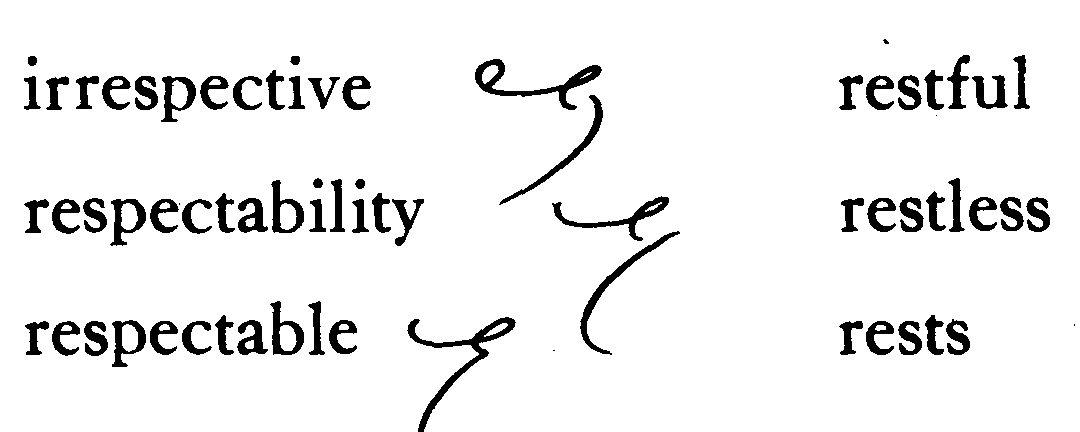 irrespective restful
respectability restless
respectable rests